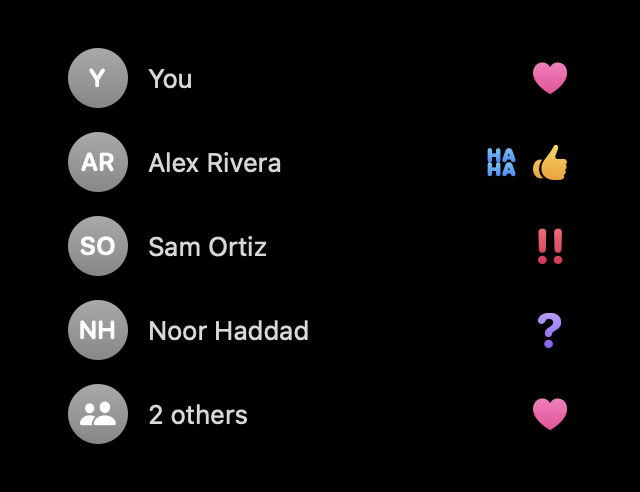 Y You
AR Alex Rivera HA HA
SO Sam Ortiz !!
NH Noor Haddad ?
2 others